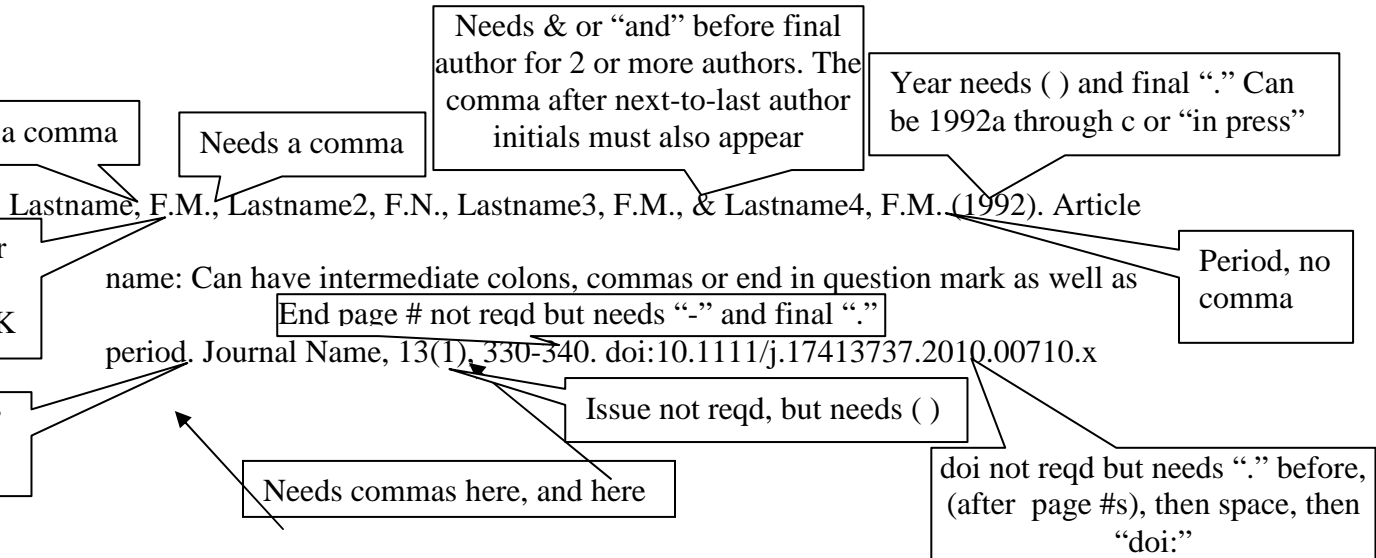 Needs & or “and” before final
author for 2 or more authors. The
comma after next-to-last author
initials must also appear
Year needs ( ) and final “.” Can
be 1992a through c or “in press”
a comma
Needs a comma
Lastname, F.M., Lastname2, F.N., Lastname3, F.M., & Lastname4, F.M. (1992). Article
r
K
Period, no
comma
name: Can have intermediate colons, commas or end in question mark as well as
End page # not reqd but needs “-” and final “.”
period. Journal Name, 13(1), 330-340. doi:10.1111/j.17413737.2010.00710.x
Issue not reqd, but needs ( )
Needs commas here, and here
doi not reqd but needs “.” before,
(after page #s), then space, then
“doi:”